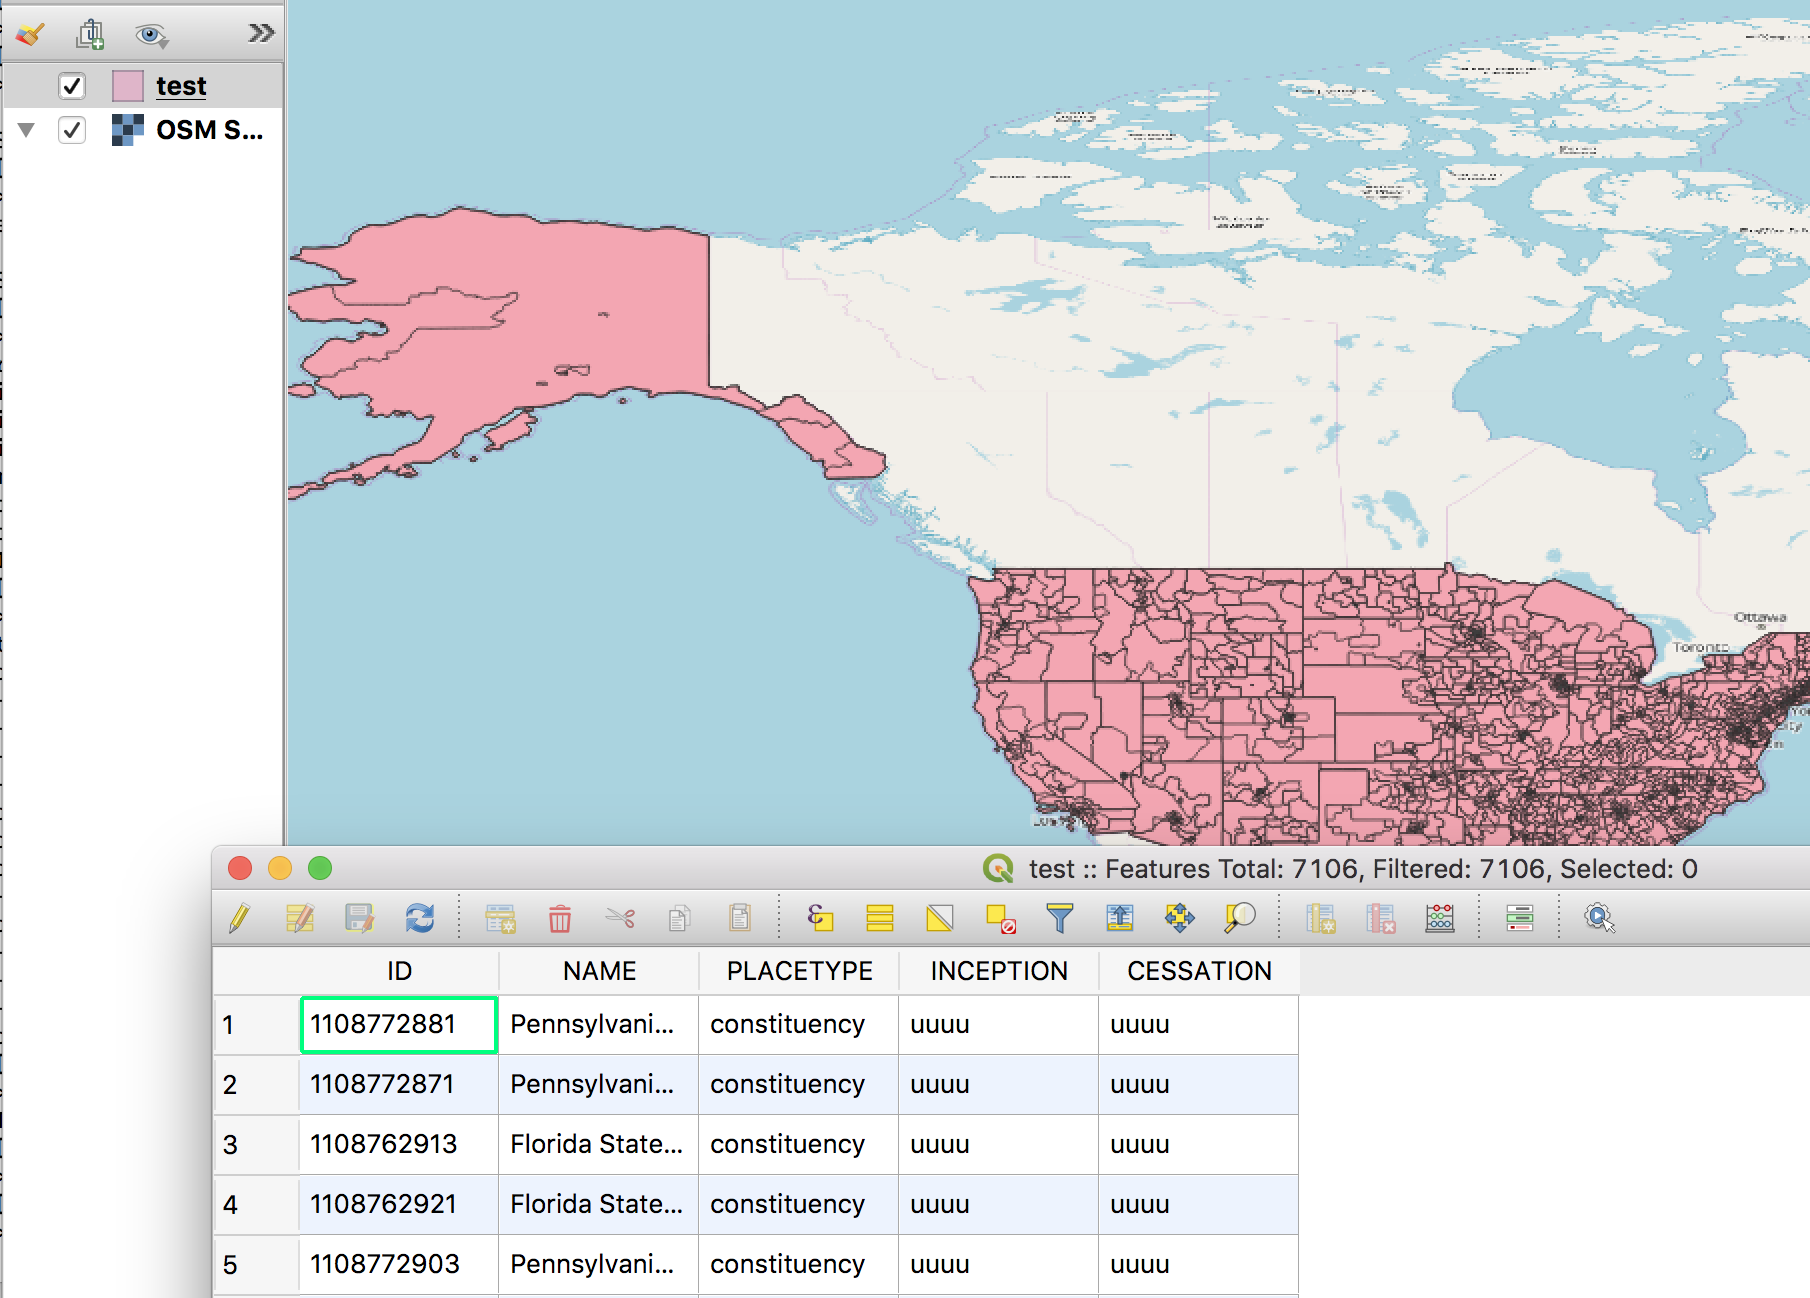 test
OSM S...
Ottawa
Toronto
test :: Features Total: 7106, Filtered: 7106, Selected: 0
ID NAME PLACETYPE INCEPTION CESSATION
1 1108772881 Pennsylvani... constituency uuuu uuuu
2 1108772871 Pennsylvani... constituency uuuu uuuu
3 1108762913 Florida State... constituency uuuu uuuu
4 1108762921 Florida State... constituency uuuu uuuu
5 1108772903 Pennsylvani... constituency uuuu uuuu